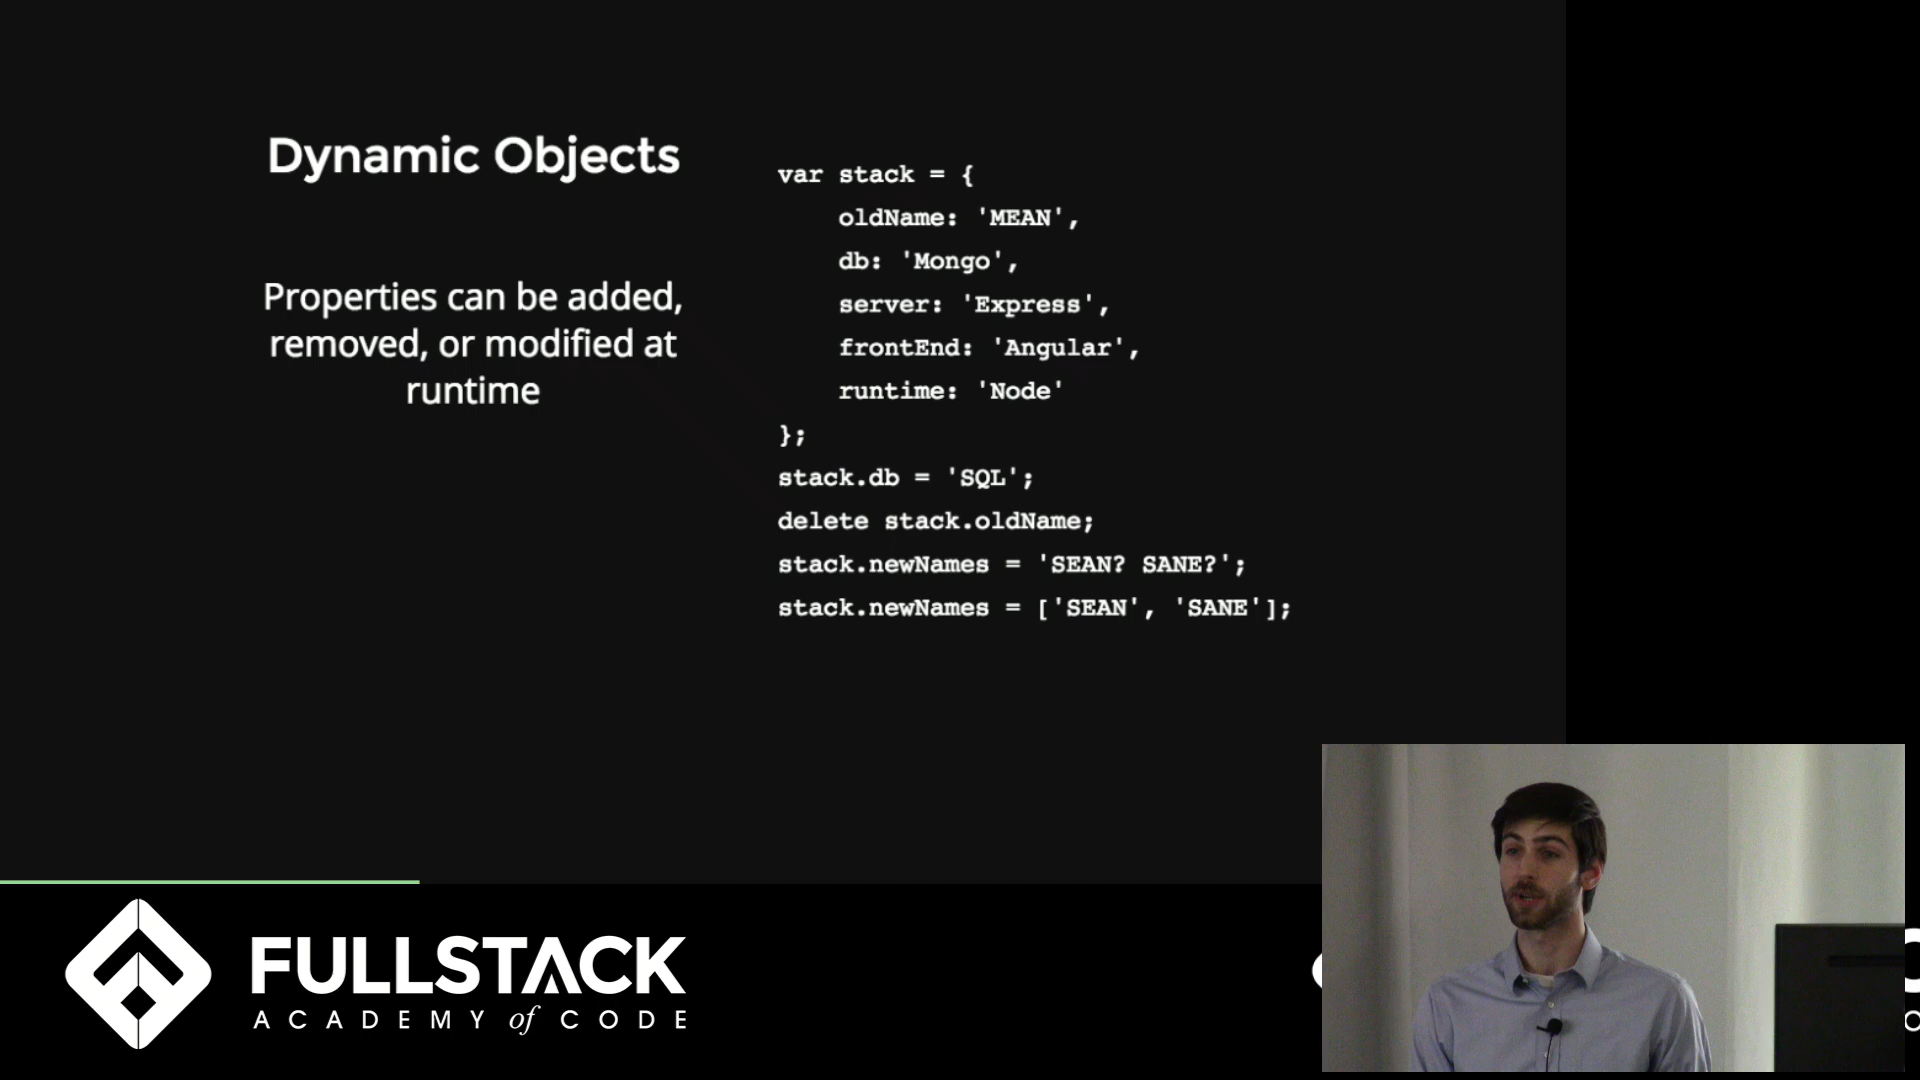 Dynamic Objects
Properties can be added,
removed, or modified at
runtime
var stack = {
    oldName: 'MEAN',
    db: 'Mongo',
    server: 'Express',
    frontEnd: 'Angular',
    runtime: 'Node'
};
stack.db = 'SQL';
delete stack.oldName;
stack.newNames = 'SEAN? SANE?';
stack.newNames = ['SEAN', 'SANE'];
FULLSTACK
ACADEMY of CODE